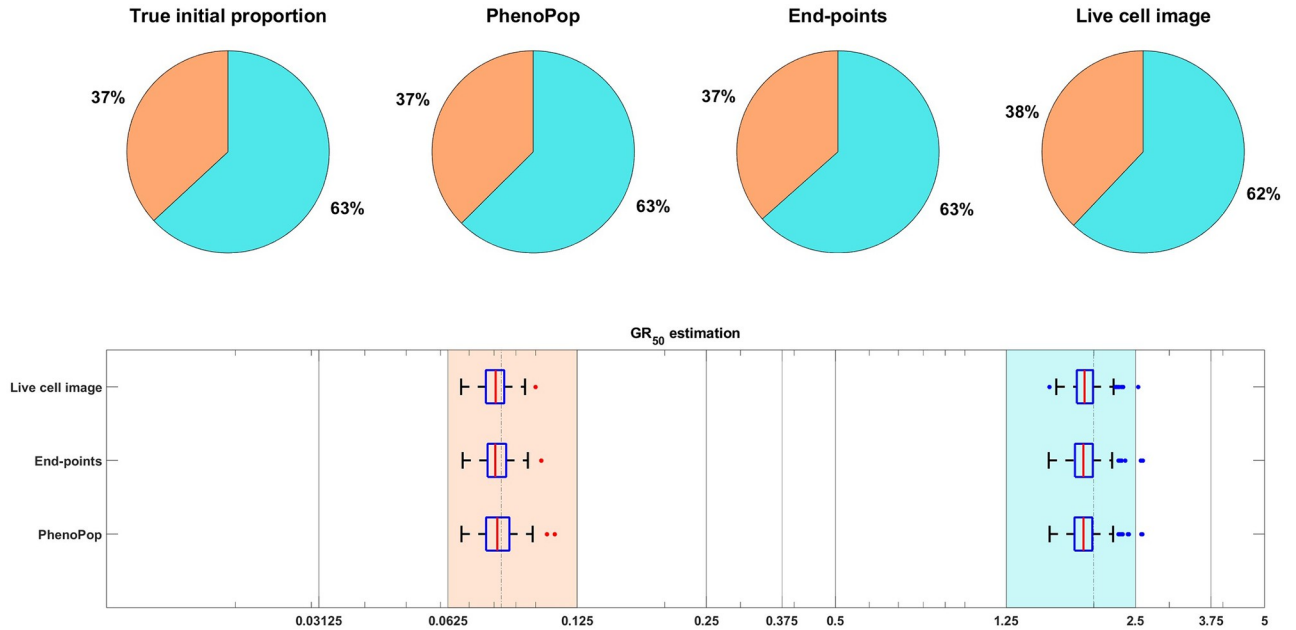 True initial proportion
PhenoPop
End-points
Live cell image
37%
63%
37%
63%
37%
63%
38%
62%
GR50 estimation
Live cell image
End-points
PhenoPop
0.03125 0.0625 0.125 0.25 0.375 0.5 1.25 2.5 3.75 5